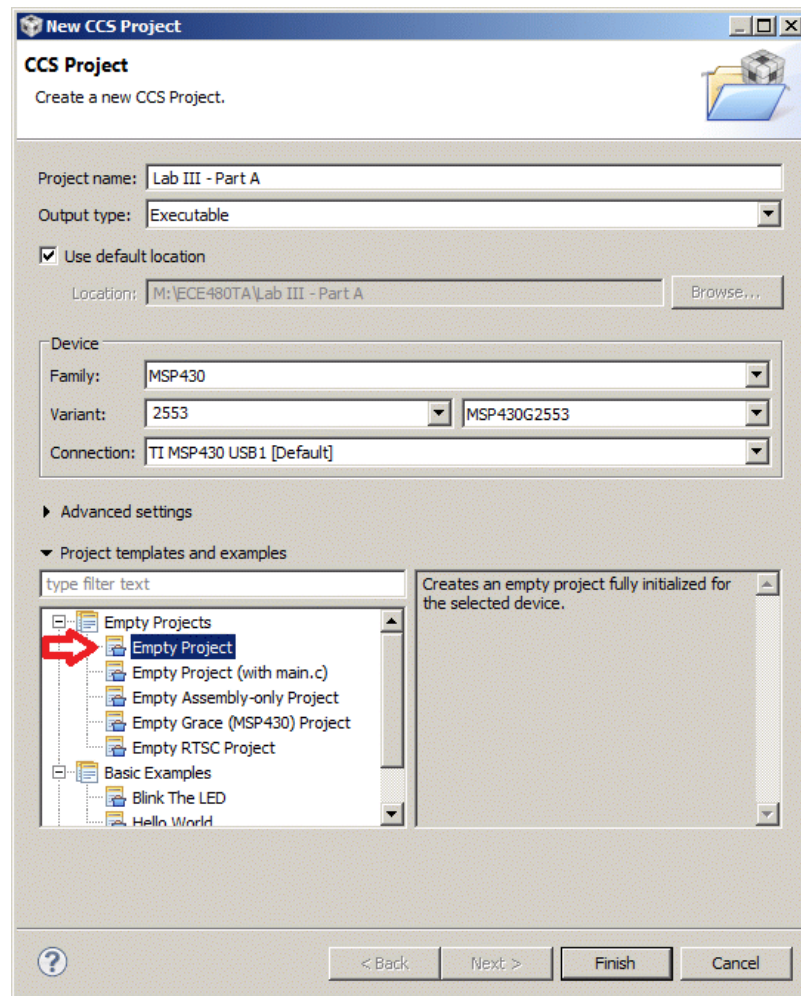 New CCS Project
CCS Project
Create a new CCS Project.
Project name: Lab III - Part A
Output type: Executable
Use default location
Location: M:\ECE480TA\Lab III - Part A Browse...
Device
Family: MSP430
Variant: 2553 MSP430G2553
Connection: TI MSP430 USB1 [Default]
Advanced settings
Project templates and examples
type filter text
Creates an empty project fully initialized for
the selected device.
Empty Projects
Empty Project
Empty Project (with main.c)
Empty Assembly-only Project
Empty Grace (MSP430) Project
Empty RTSC Project
Basic Examples
Blink The LED
Hello World
? < Back Next > Finish Cancel